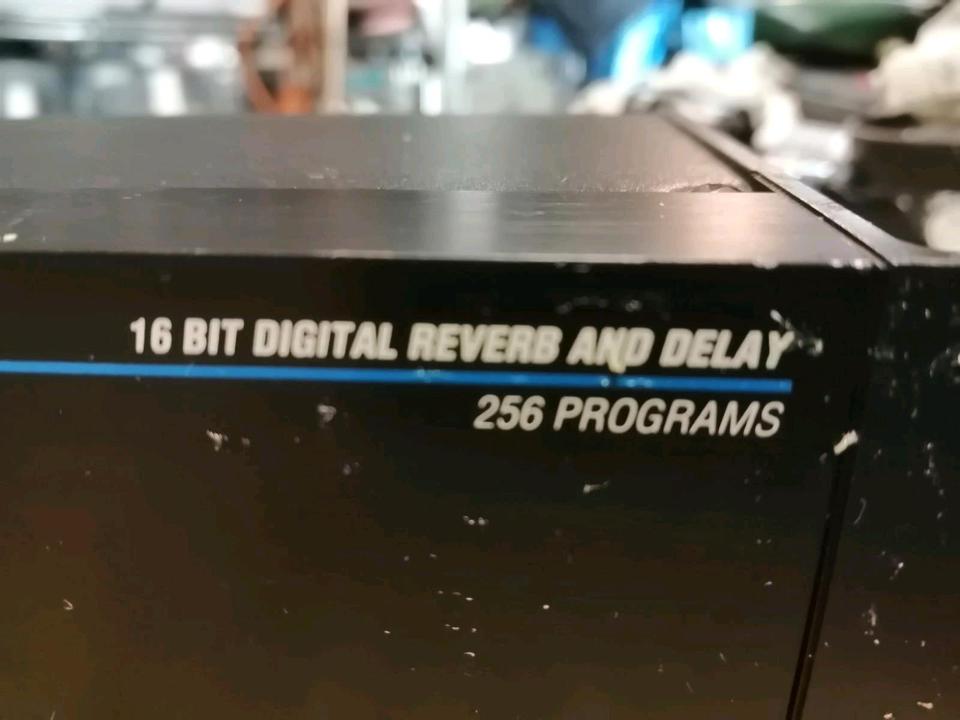 16 BIT DIGITAL REVERB AND DELAY
256 PROGRAMS